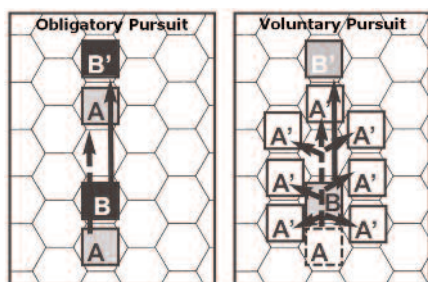 Obligatory Pursuit
B'
A'
B
A
Voluntary Pursuit
B'
A'
A' A'
A' B A'
A' A'
A